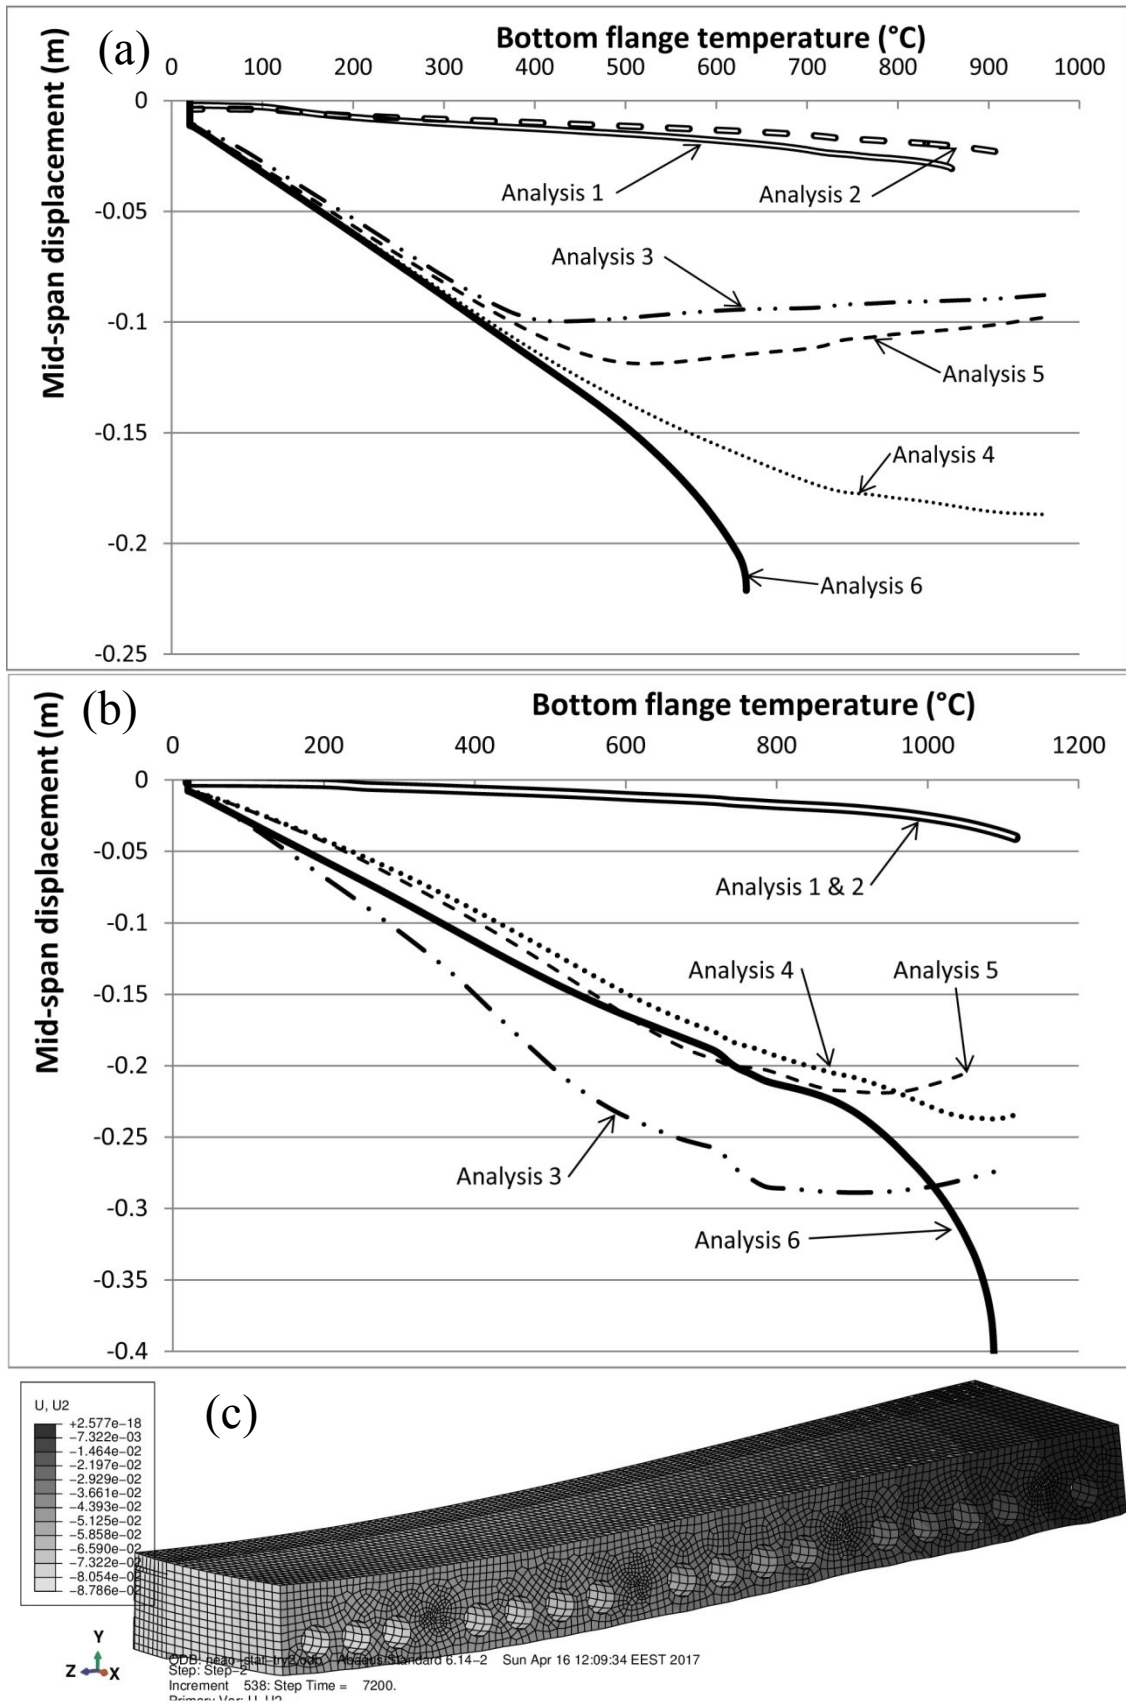 (a)
Bottom flange temperature (°C)
0 100 200 300 400 500 600 700 800 900 1000
Mid-span displacement (m)
0
-0.05
-0.1
-0.15
-0.2
-0.25
Analysis 1
Analysis 2
Analysis 3
Analysis 5
Analysis 4
Analysis 6
(b)
Bottom flange temperature (°C)
0 200 400 600 800 1000 1200
Mid-span displacement (m)
0
-0.05
-0.1
-0.15
-0.2
-0.25
-0.3
-0.35
-0.4
Analysis 1 & 2
Analysis 4
Analysis 5
Analysis 3
Analysis 6
(c)
U, U2
+2.577e-18
-7.322e-03
-1.464e-02
-2.197e-02
-2.929e-02
-3.661e-02
-4.393e-02
-5.125e-02
-5.858e-02
-6.590e-02
-7.322e-02
-8.054e-02
-8.786e-02
Y
Z X
ODB: Abaqus/Standard 6.14-2 Sun Apr 16 12:09:34 EEST 2017
Step: Step-2
Increment 538: Step Time = 7200.
Primary Var: U, U2